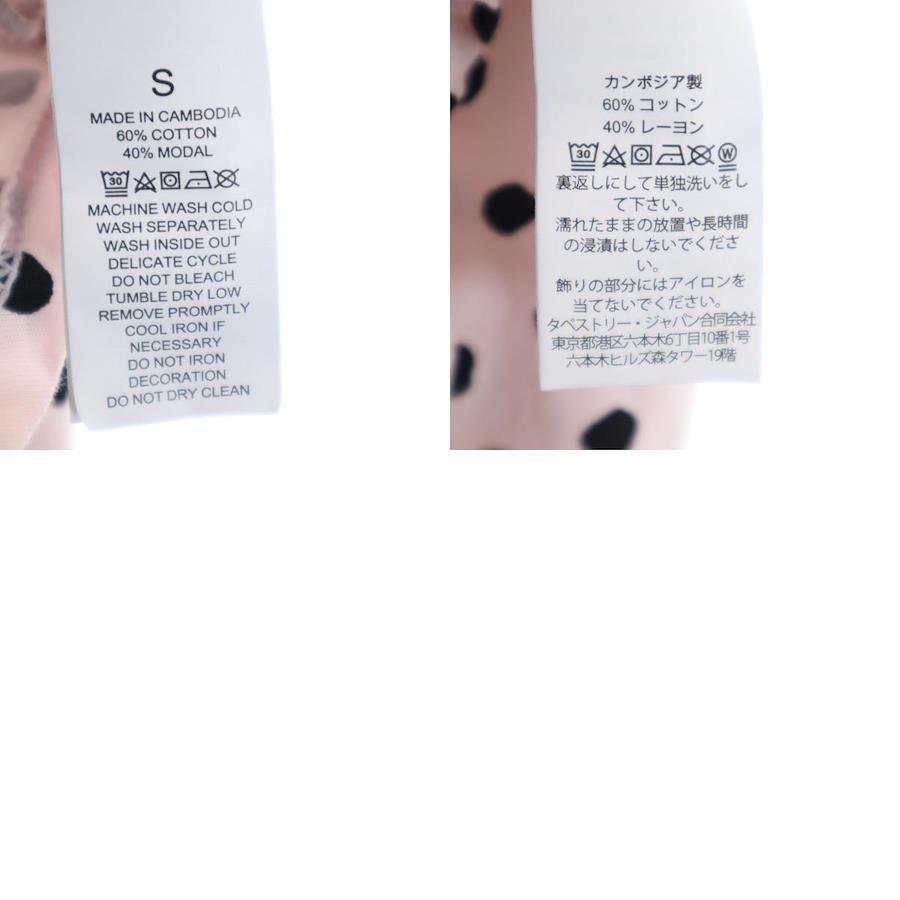 S
MADE IN CAMBODIA
60% COTTON
40% MODAL
30
MACHINE WASH COLD
WASH SEPARATELY
WASH INSIDE OUT
DELICATE CYCLE
DO NOT BLEACH
TUMBLE DRY LOW
REMOVE PROMPTLY
COOL IRON IF
NECESSARY
DO NOT IRON
DECORATION
DO NOT DRY CLEAN
カンボジア製
60% コットン
40% レーヨン
30 W
裏返しにして単独洗いをし
て下さい。
濡れたままの放置や長時間
の浸漬はしないでくださ
い。
飾りの部分にはアイロンを
当てないでください。
タペストリー・ジャパン合同会社
東京都港区六本木6丁目10番1号
六本木ヒルズ森タワー19階